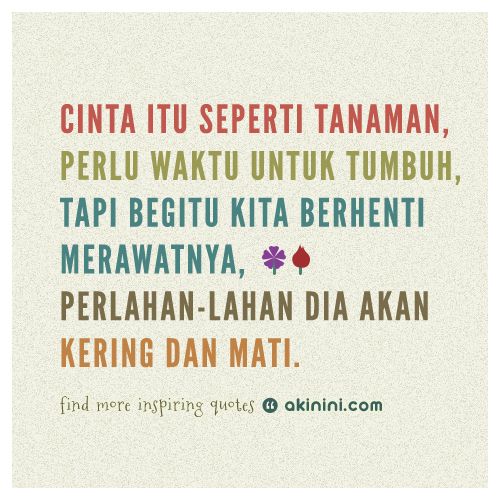 CINTA ITU SEPERTI TANAMAN,
PERLU WAKTU UNTUK TUMBUH,
TAPI BEGITU KITA BERHENTI
MERAWATNYA,
PERLAHAN-LAHAN DIA AKAN
KERING DAN MATI.
find more inspiring quotes akinini.com